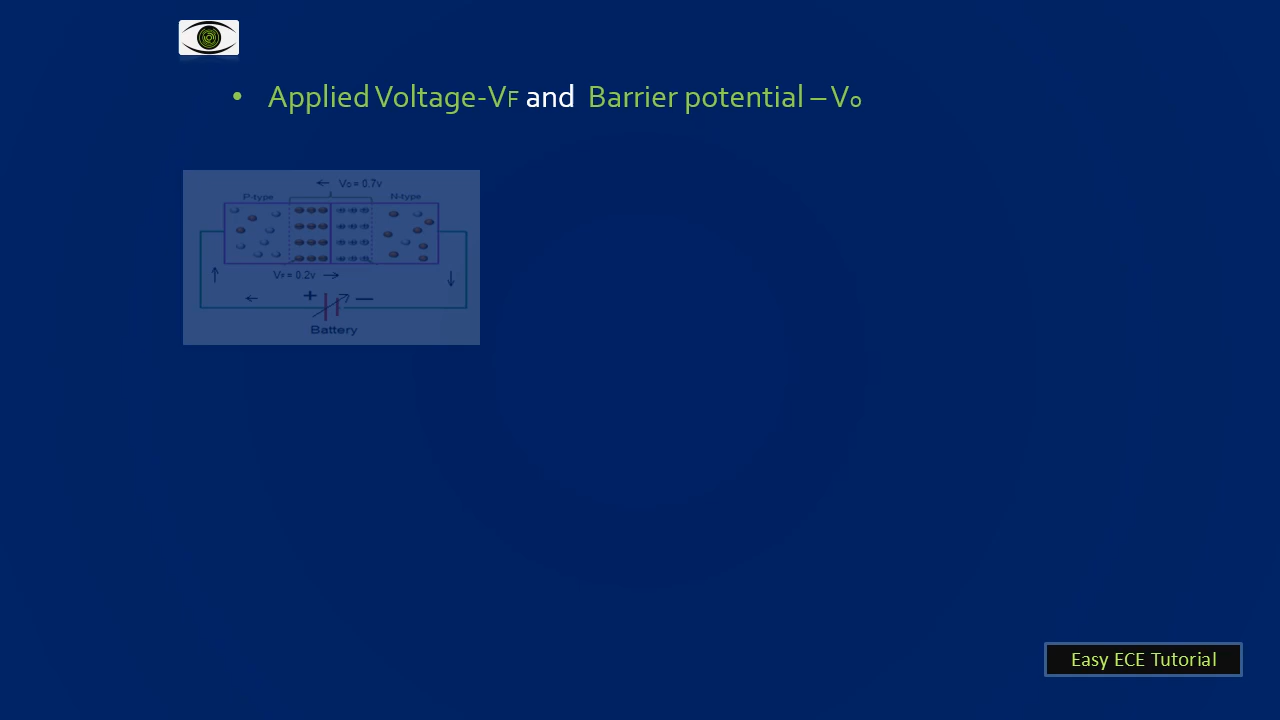 • Applied Voltage-VF and Barrier potential – Vo
← Vo = 0.7v
P-type N-type
VF = 0.2v →
+ —
Battery
Easy ECE Tutorial